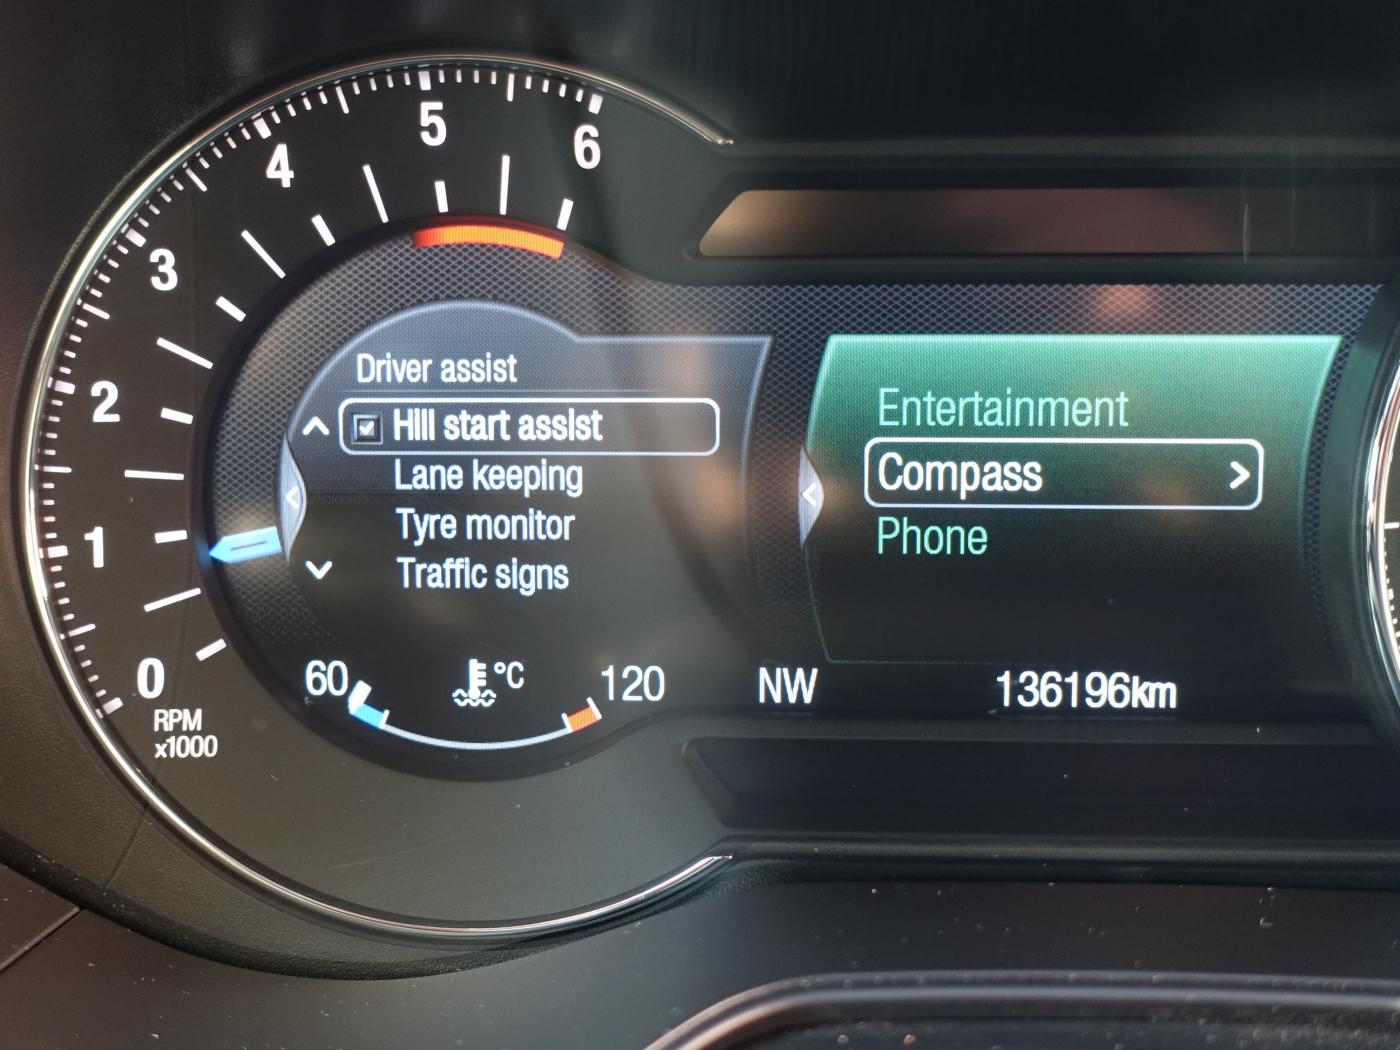 6
5
4
3
2
1
0
RPM
x1000
Driver assist
Hill start assist
Lane keeping
Tyre monitor
Traffic signs
60
°C
120
Entertainment
Compass
Phone
NW
136196km